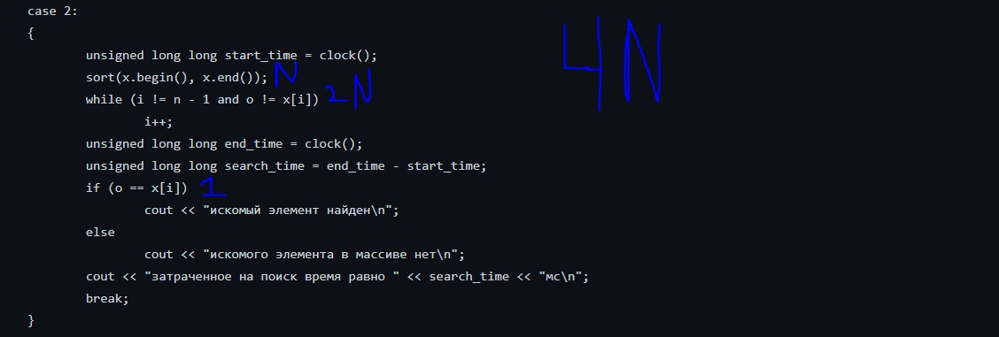 case 2:
{
unsigned long long start_time = clock();
sort(x.begin(), x.end()); N
while (i != n - 1 and o != x[i]) 2N
i++;
unsigned long long end_time = clock();
unsigned long long search_time = end_time - start_time;
if (o == x[i]) 1
cout << "искомый элемент найден\n";
else
cout << "искомого элемента в массиве нет\n";
cout << "затраченное на поиск время равно " << search_time << "мс\n";
break;
}
4N